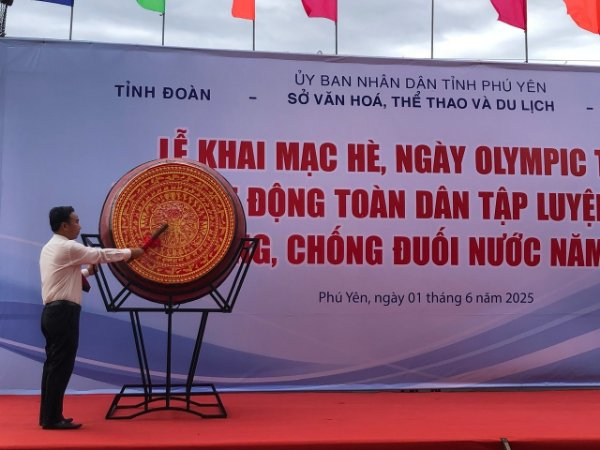 ỦY BAN NHÂN DÂN TỈNH PHÚ YÊN
TỈNH ĐOÀN - SỞ VĂN HOÁ, THỂ THAO VÀ DU LỊCH -
LỄ KHAI MẠC HÈ, NGÀY OLYMPIC
ĐỘNG TOÀN DÂN TẬP
CHỐNG ĐUỐI NƯỚC NĂM
Phú Yên, ngày 01 tháng 6 năm 2025